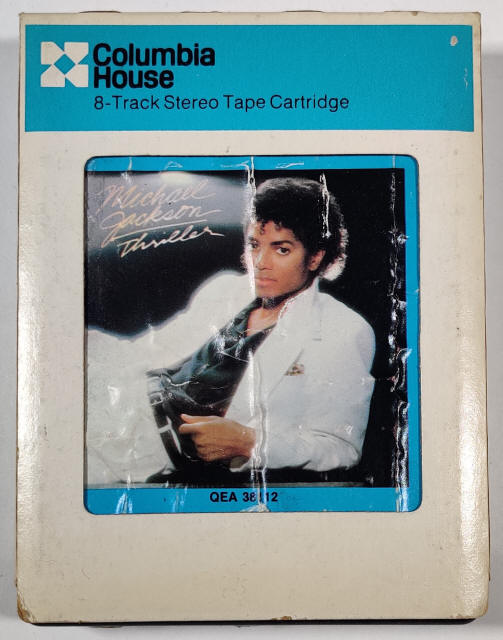 Columbia
House
8-Track Stereo Tape Cartridge
Michael
Jackson
Thriller
QEA 38112